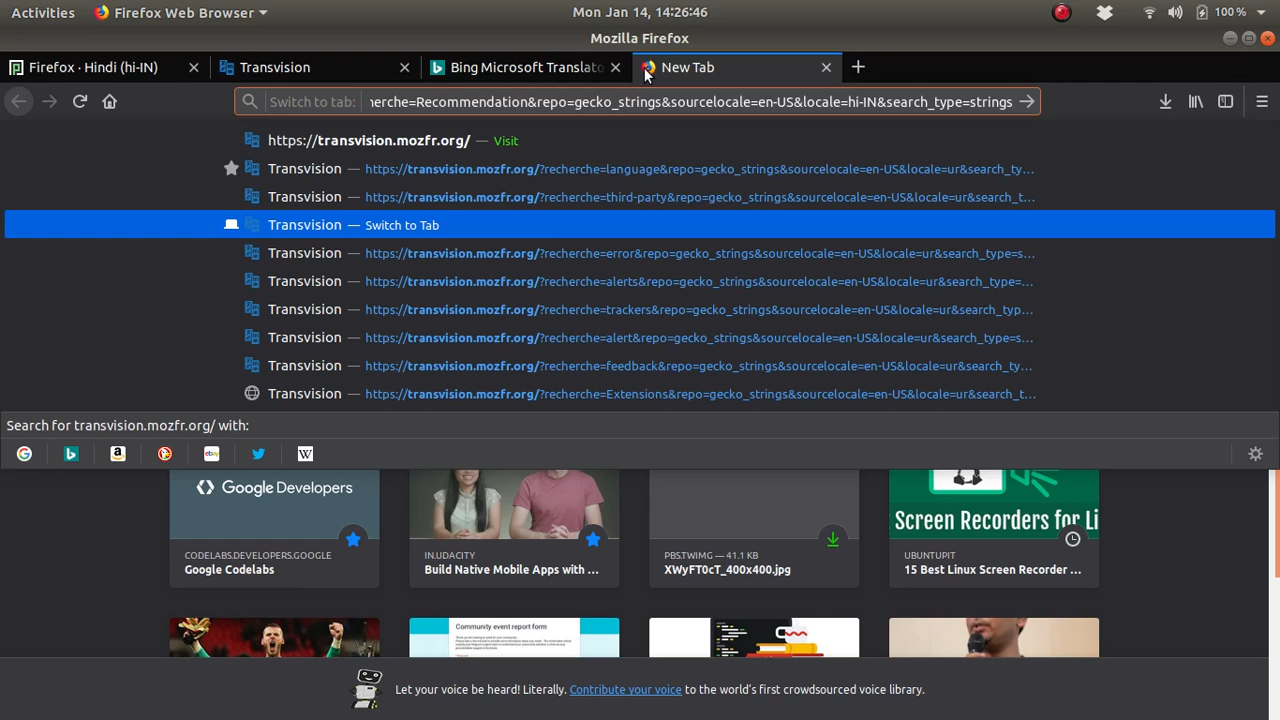 Activities Firefox Web Browser Mon Jan 14, 14:26:46 100 %
Mozilla Firefox
Firefox · Hindi (hi-IN) Transvision Bing Microsoft Translato New Tab
Switch to tab: herche=Recommendation&repo=gecko_strings&sourcelocale=en-US&locale=hi-IN&search_type=strings
https://transvision.mozfr.org/ — Visit
Transvision — https://transvision.mozfr.org/?recherche=language&repo=gecko_strings&sourcelocale=en-US&locale=ur&search_ty...
Transvision — https://transvision.mozfr.org/?recherche=third-party&repo=gecko_strings&sourcelocale=en-US&locale=ur&search_t...
Transvision — Switch to Tab
Transvision — https://transvision.mozfr.org/?recherche=error&repo=gecko_strings&sourcelocale=en-US&locale=ur&search_type=s...
Transvision — https://transvision.mozfr.org/?recherche=alerts&repo=gecko_strings&sourcelocale=en-US&locale=ur&search_type=...
Transvision — https://transvision.mozfr.org/?recherche=trackers&repo=gecko_strings&sourcelocale=en-US&locale=ur&search_typ...
Transvision — https://transvision.mozfr.org/?recherche=alert&repo=gecko_strings&sourcelocale=en-US&locale=ur&search_type=s...
Transvision — https://transvision.mozfr.org/?recherche=feedback&repo=gecko_strings&sourcelocale=en-US&locale=ur&search_ty...
Transvision — https://transvision.mozfr.org/?recherche=Extensions&repo=gecko_strings&sourcelocale=en-US&locale=ur&search_t...
Search for transvision.mozfr.org/ with:
Google Developers
Screen Recorders for Li
CODELABS.DEVELOPERS.GOOGLE IN.UDACITY PBS.TWIMG — 41.1 KB UBUNTUPIT
Google Codelabs Build Native Mobile Apps with ... XWyFT0cT_400x400.jpg 15 Best Linux Screen Recorder ...
Community event report form
Let your voice be heard! Literally. Contribute your voice to the world's first crowdsourced voice library.